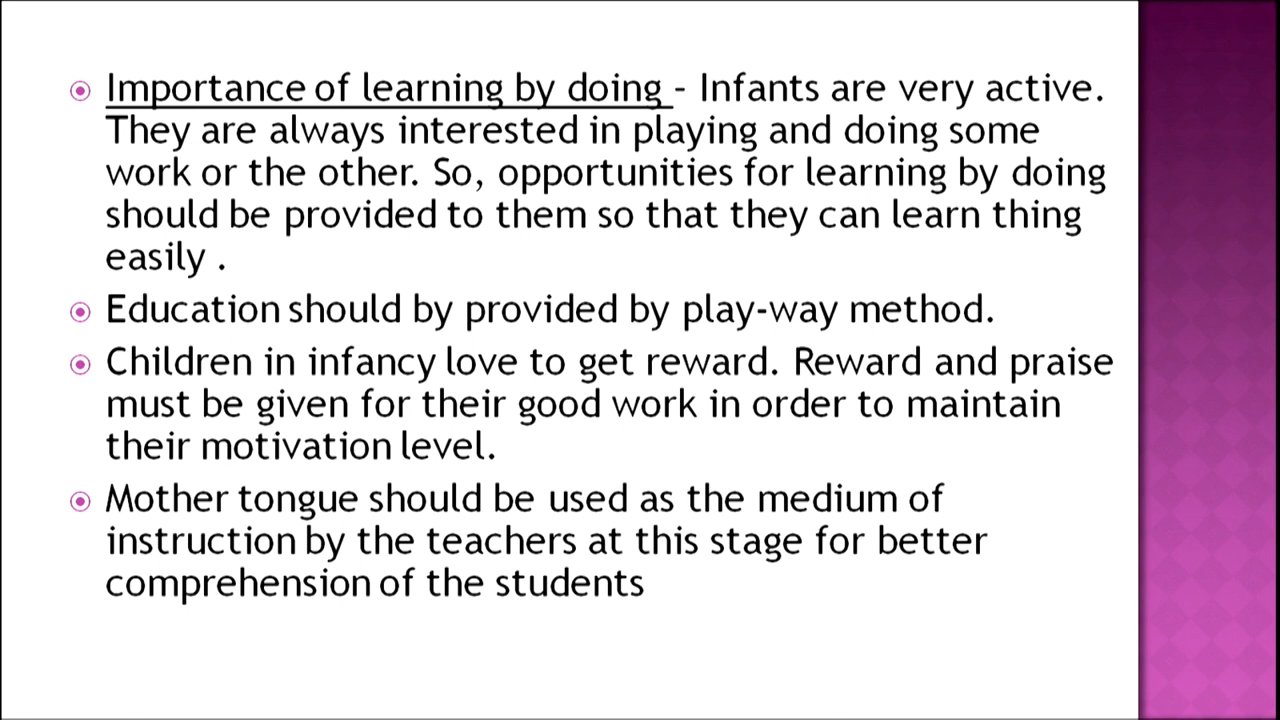 Importance of learning by doing - Infants are very active.
They are always interested in playing and doing some
work or the other. So, opportunities for learning by doing
should be provided to them so that they can learn thing
easily .
Education should by provided by play-way method.
Children in infancy love to get reward. Reward and praise
must be given for their good work in order to maintain
their motivation level.
Mother tongue should be used as the medium of
instruction by the teachers at this stage for better
comprehension of the students